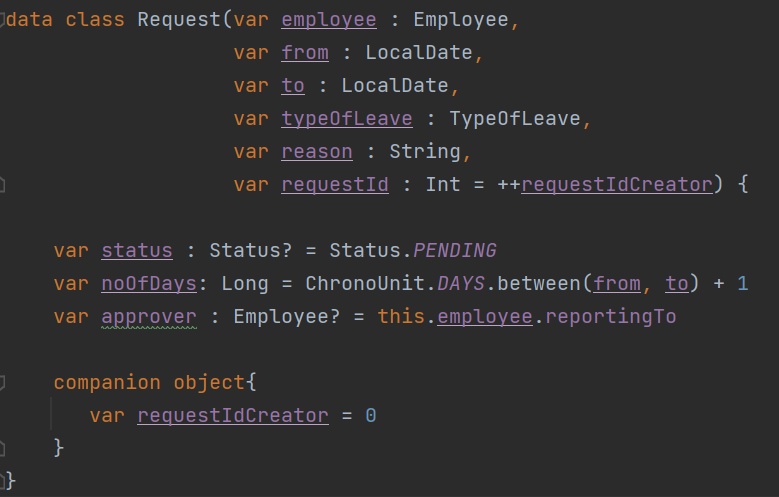 data class Request(var employee : Employee,
var from : LocalDate,
var to : LocalDate,
var typeOfLeave : TypeOfLeave,
var reason : String,
var requestId : Int = ++requestIdCreator) {
var status : Status? = Status.PENDING
var noOfDays: Long = ChronoUnit.DAYS.between(from, to) + 1
var approver : Employee? = this.employee.reportingTo
companion object{
var requestIdCreator = 0
}
}